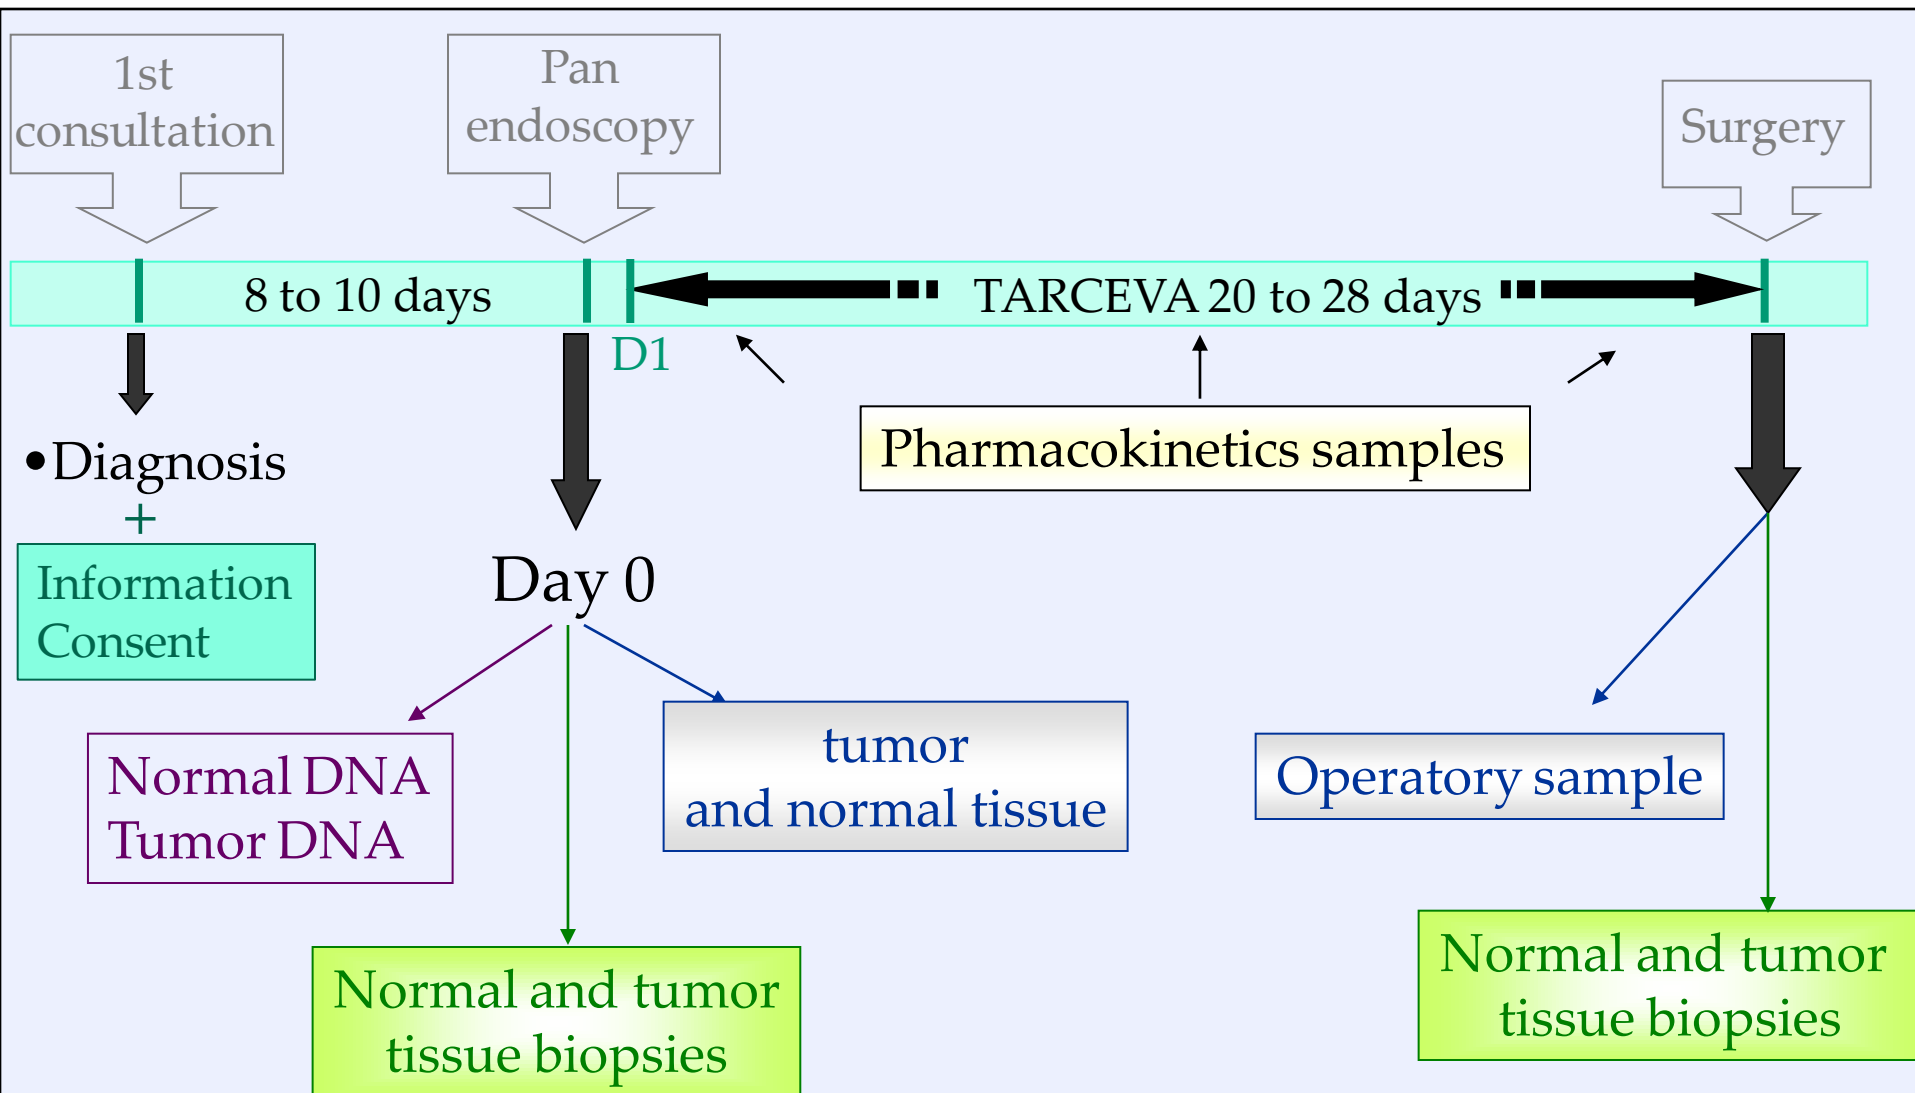 1st
consultation
Pan
endoscopy
Surgery
8 to 10 days
TARCEVA 20 to 28 days
D1
•Diagnosis
+
Information
Consent
Pharmacokinetics samples
Day 0
Normal DNA
Tumor DNA
tumor
and normal tissue
Operatory sample
Normal and tumor
tissue biopsies
Normal and tumor
tissue biopsies